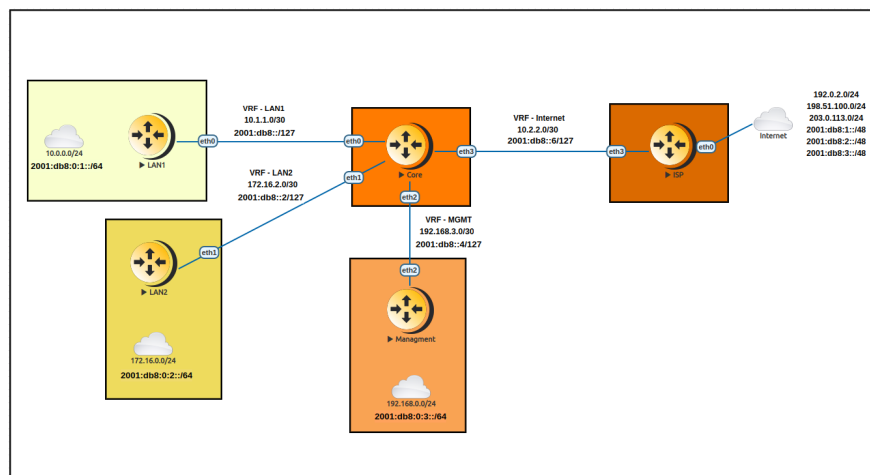 192.0.2.0/24
198.51.100.0/24
203.0.113.0/24
2001:db8:1::/48
2001:db8:2::/48
2001:db8:3::/48
Internet
VRF - LAN1
10.1.1.0/30
2001:db8::/127
VRF - Internet
10.2.2.0/30
2001:db8::6/127
10.0.0.0/24
2001:db8:0:1::/64
LAN1
eth0
eth0
eth3
Core
eth3
eth0
ISP
VRF - LAN2
172.16.2.0/30
2001:db8::2/127
eth1
eth2
VRF - MGMT
192.168.3.0/30
2001:db8::4/127
eth1
LAN2
172.16.0.0/24
2001:db8:0:2::/64
eth2
Managment
192.168.0.0/24
2001:db8:0:3::/64